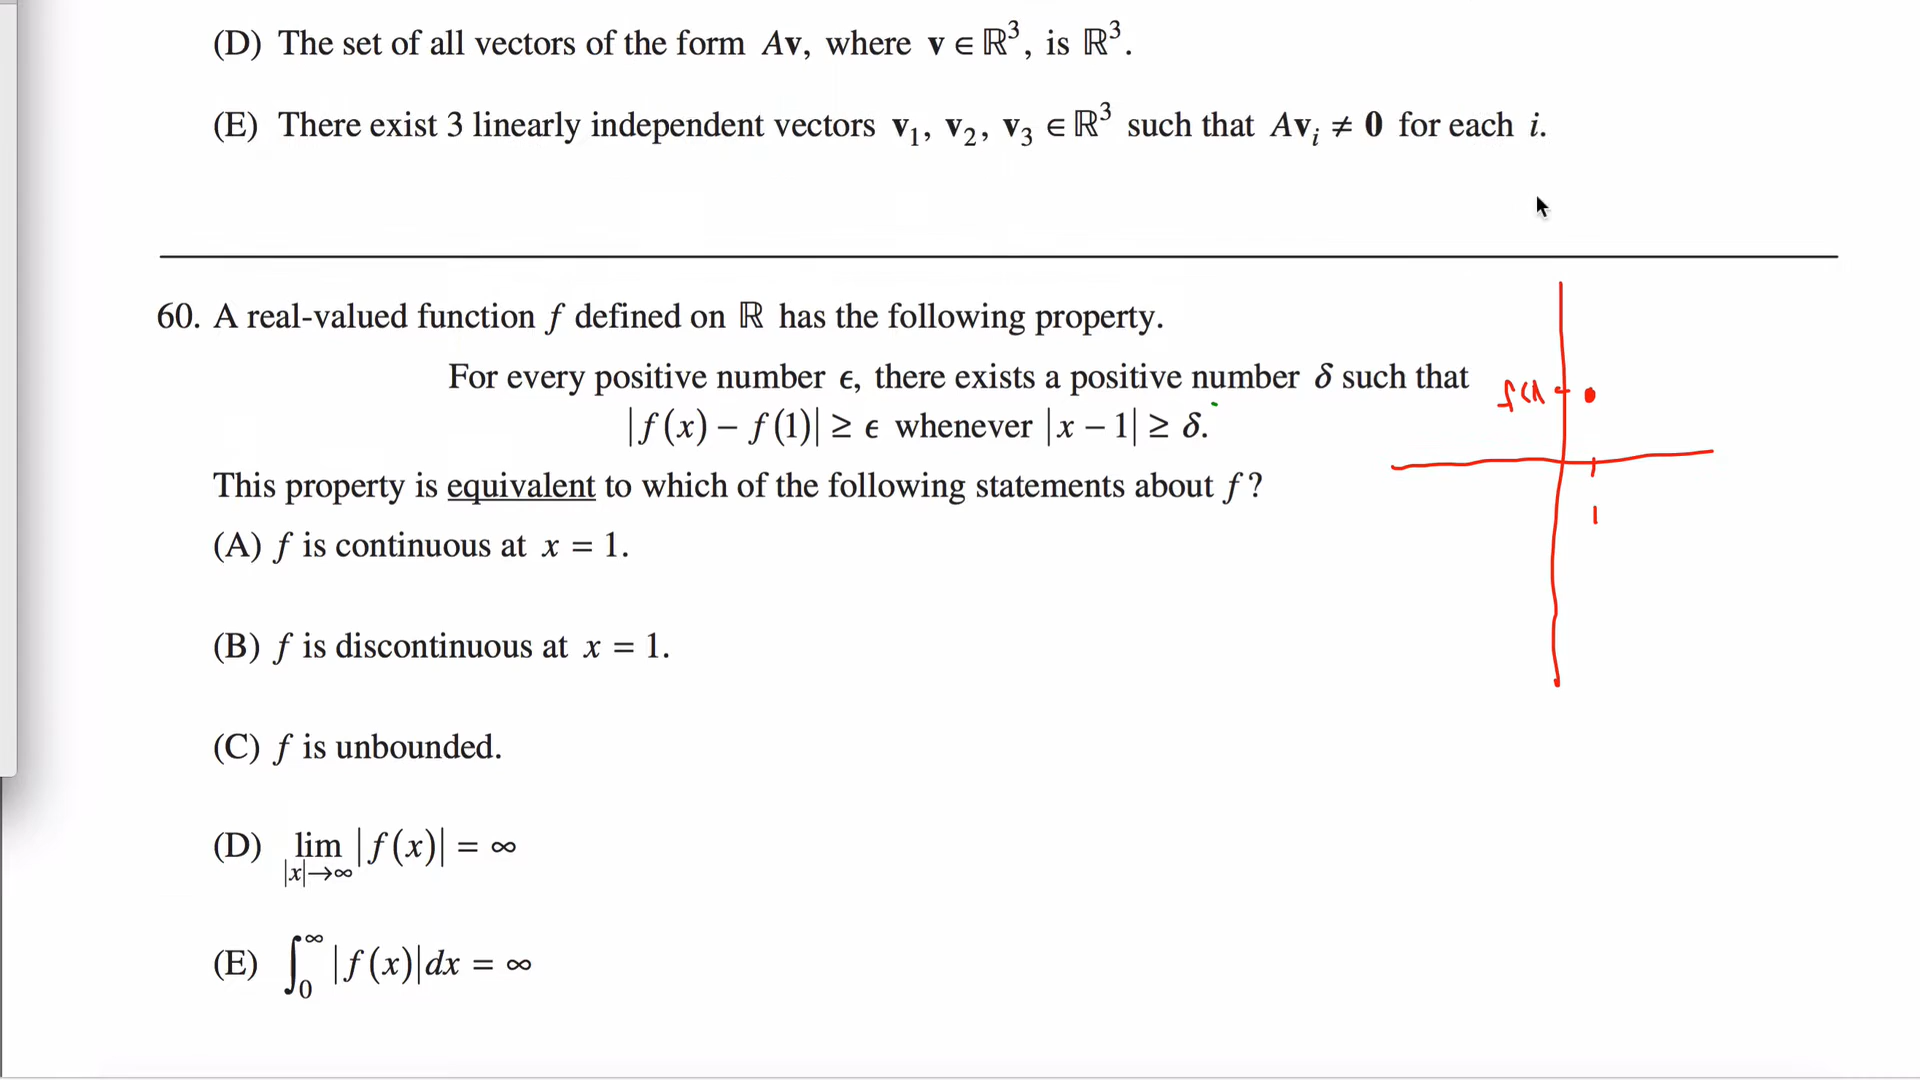 (D) The set of all vectors of the form Av, where v ∈ ℝ³, is ℝ³.
(E) There exist 3 linearly independent vectors v₁, v₂, v₃ ∈ ℝ³ such that Avᵢ ≠ 0 for each i.
60. A real-valued function f defined on ℝ has the following property.
For every positive number ϵ, there exists a positive number δ such that
|f(x) – f(1)| ≥ ϵ whenever |x – 1| ≥ δ.
f(1)
This property is equivalent to which of the following statements about f?
1
(A) f is continuous at x = 1.
(B) f is discontinuous at x = 1.
(C) f is unbounded.
(D) lim |f(x)| = ∞
|x|→∞
(E) ∫₀^∞ |f(x)|dx = ∞